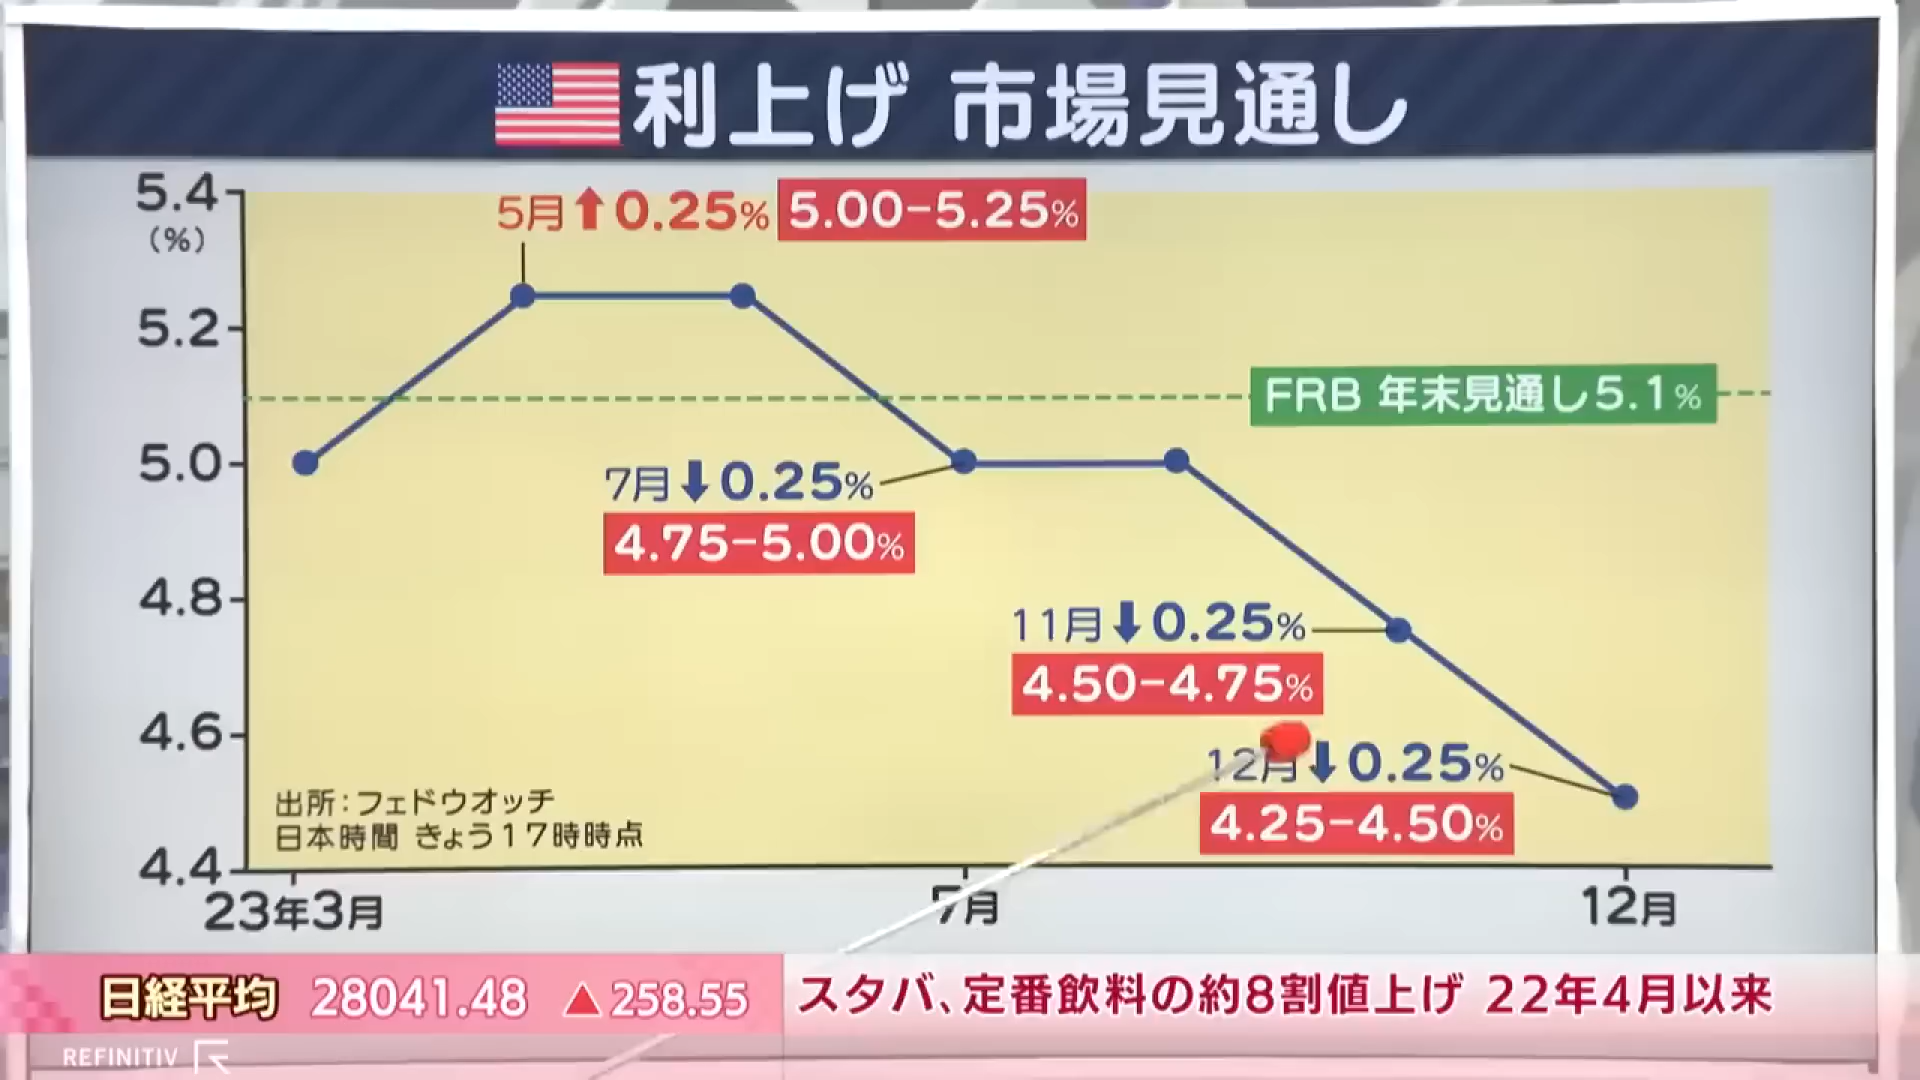 利上げ 市場見通し
5.4
(%)
5月⬆0.25% 5.00-5.25%
5.2
FRB 年末見通し5.1%
5.0
7月⬇0.25%
4.75-5.00%
4.8
11月⬇0.25%
4.50-4.75%
4.6
12月⬇0.25%
4.25-4.50%
出所:フェドウオッチ
日本時間 きょう17時時点
4.4
23年3月 7月 12月
日経平均 28041.48 ▲258.55
スタバ、定番飲料の約8割値上げ 22年4月以来
REFINITIV